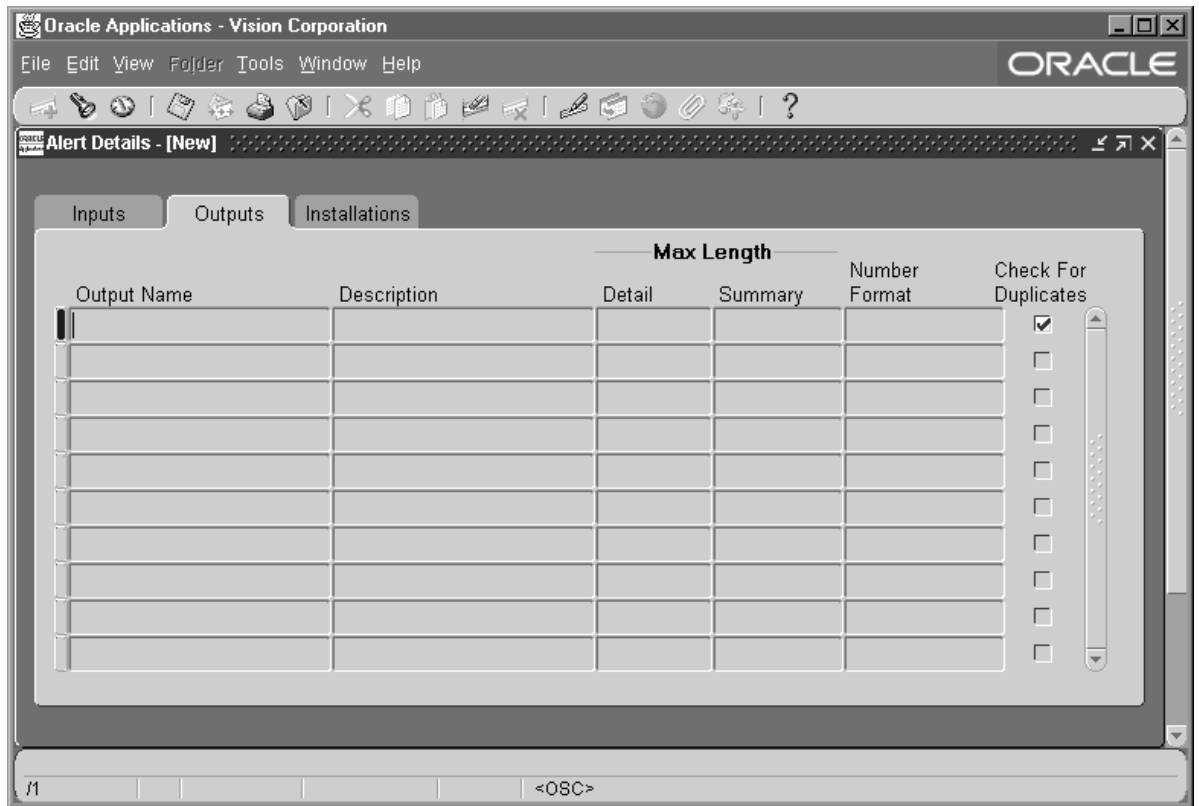 Oracle Applications - Vision Corporation
File Edit View Folder Tools Window Help
ORACLE
?
Alert Details - [New]
Inputs Outputs Installations
Max Length
Number Check For
Output Name Description Detail Summary Format Duplicates
/1 <OSC>